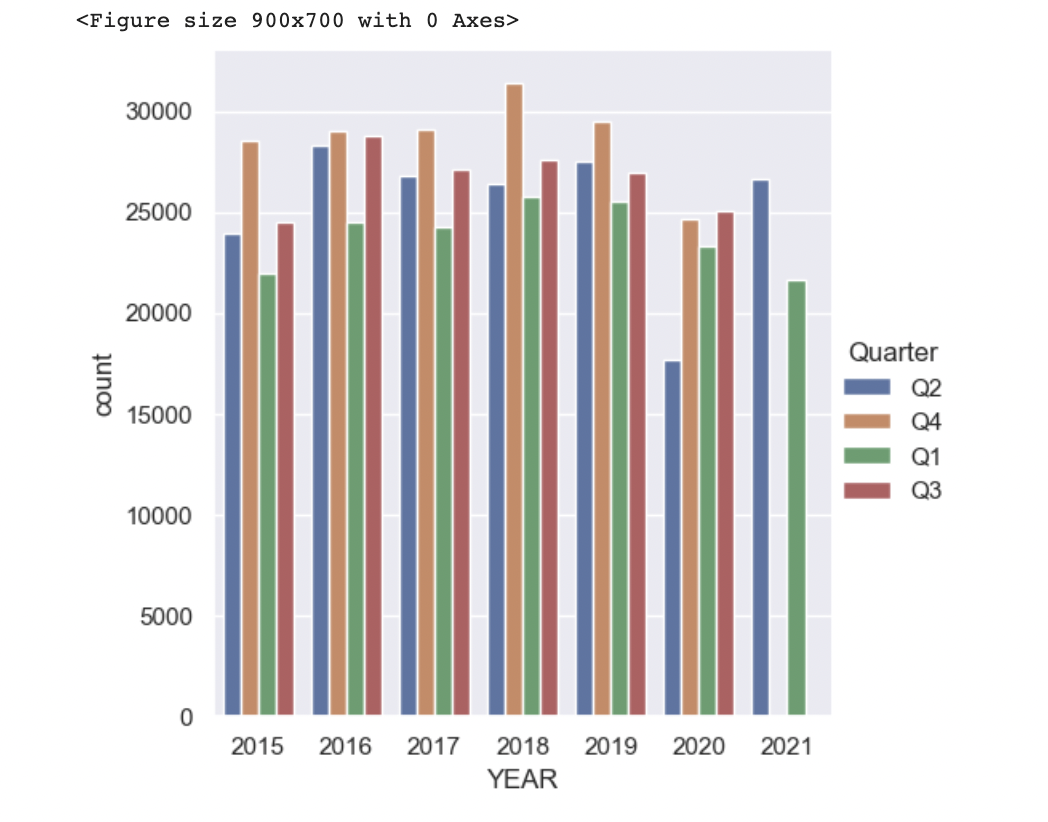 <Figure size 900x700 with 0 Axes>
30000
25000
20000
15000
10000
5000
0
count
2015 2016 2017 2018 2019 2020 2021
YEAR
Quarter
Q2
Q4
Q1
Q3